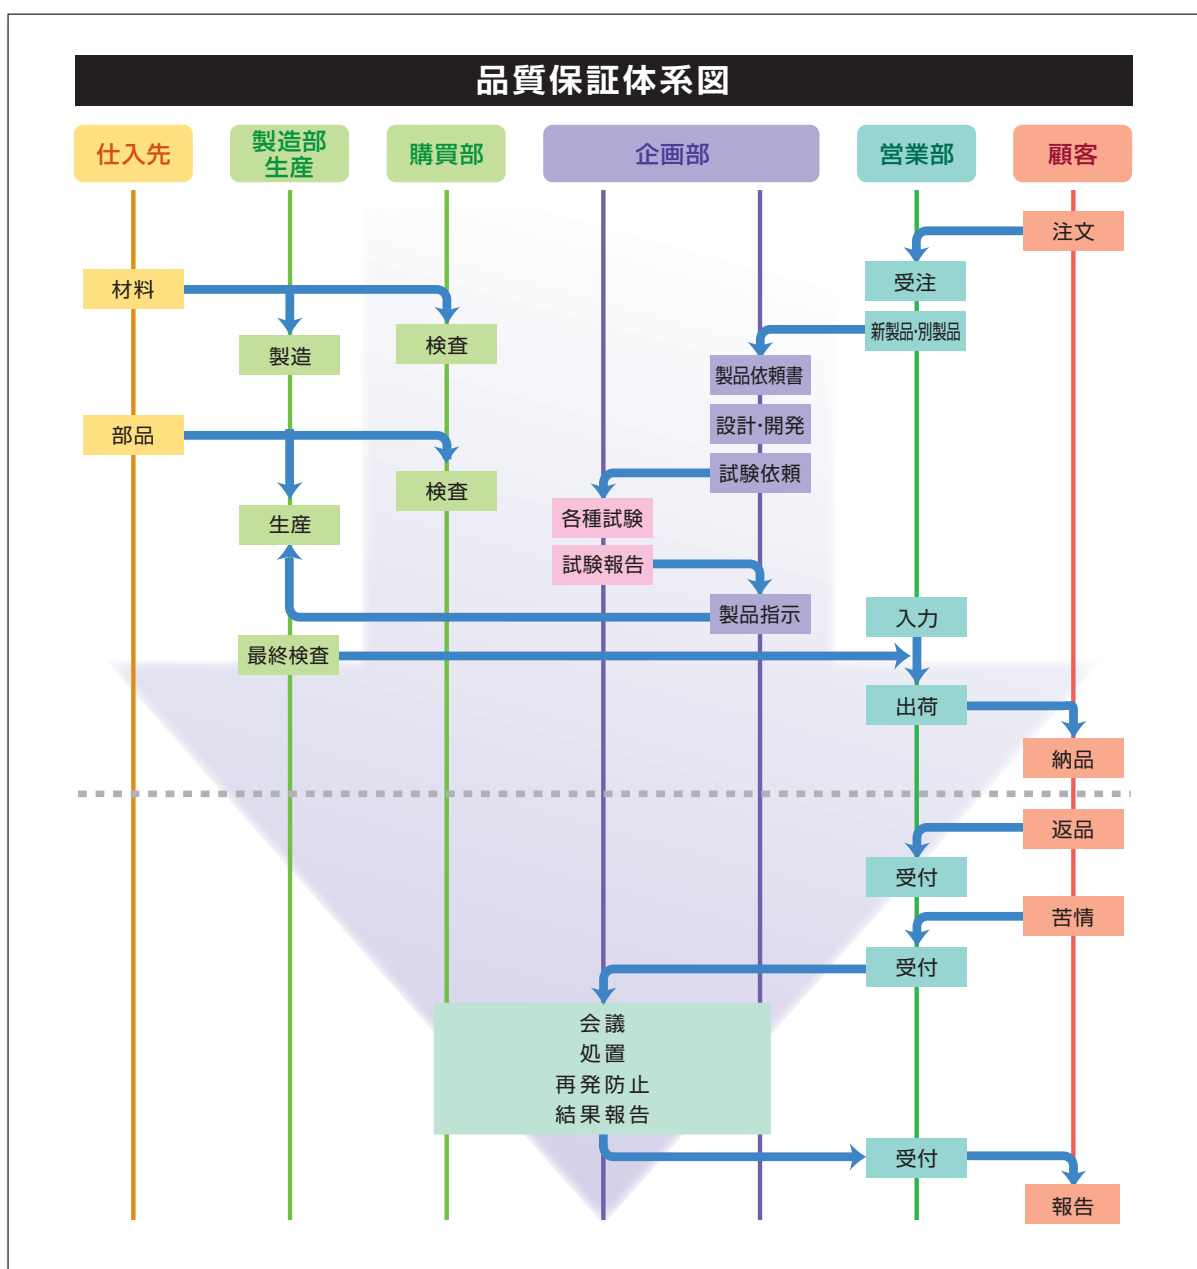 品質保証体系図
仕入先
製造部
生産
購買部
企画部
営業部
顧客
注文
受注
材料
新製品・別製品
検査
製造
製品依頼書
部品
設計・開発
試験依頼
検査
各種試験
生産
試験報告
製品指示
入力
最終検査
出荷
納品
返品
受付
苦情
受付
会議
処置
再発防止
結果報告
受付
報告